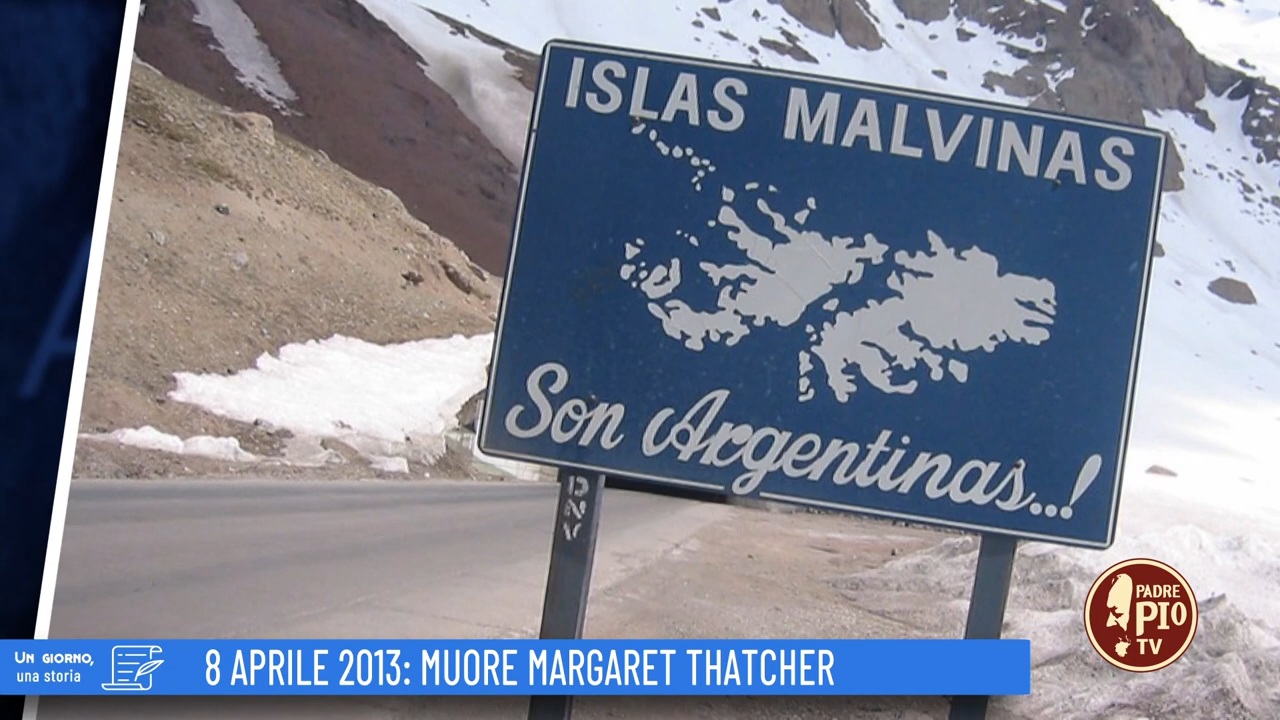 ISLAS MALVINAS
Son Argentinas...!
DNV
UN GIORNO,
una storia
8 APRILE 2013: MUORE MARGARET THATCHER
PADRE
PIO
TV